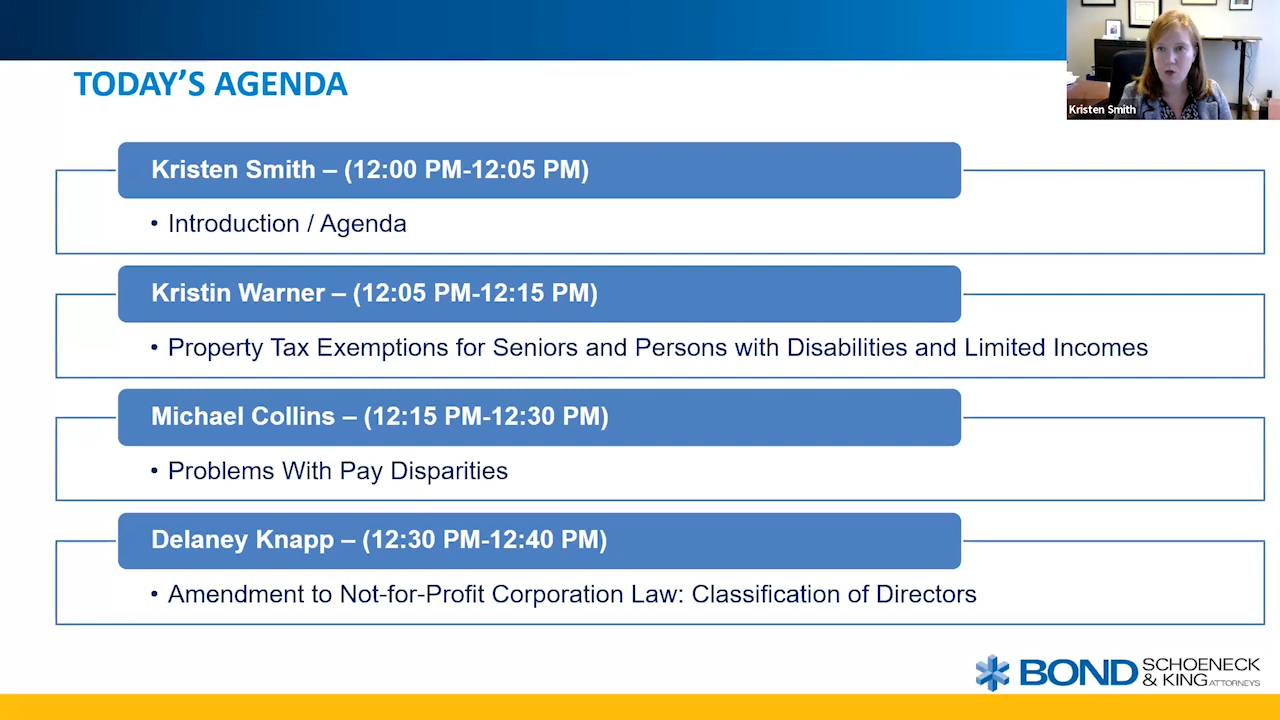 TODAY'S AGENDA
Kristen Smith
Kristen Smith – (12:00 PM-12:05 PM)
• Introduction / Agenda
Kristin Warner – (12:05 PM-12:15 PM)
• Property Tax Exemptions for Seniors and Persons with Disabilities and Limited Incomes
Michael Collins – (12:15 PM-12:30 PM)
• Problems With Pay Disparities
Delaney Knapp – (12:30 PM-12:40 PM)
• Amendment to Not-for-Profit Corporation Law: Classification of Directors
BOND SCHOENECK
& KING ATTORNEYS